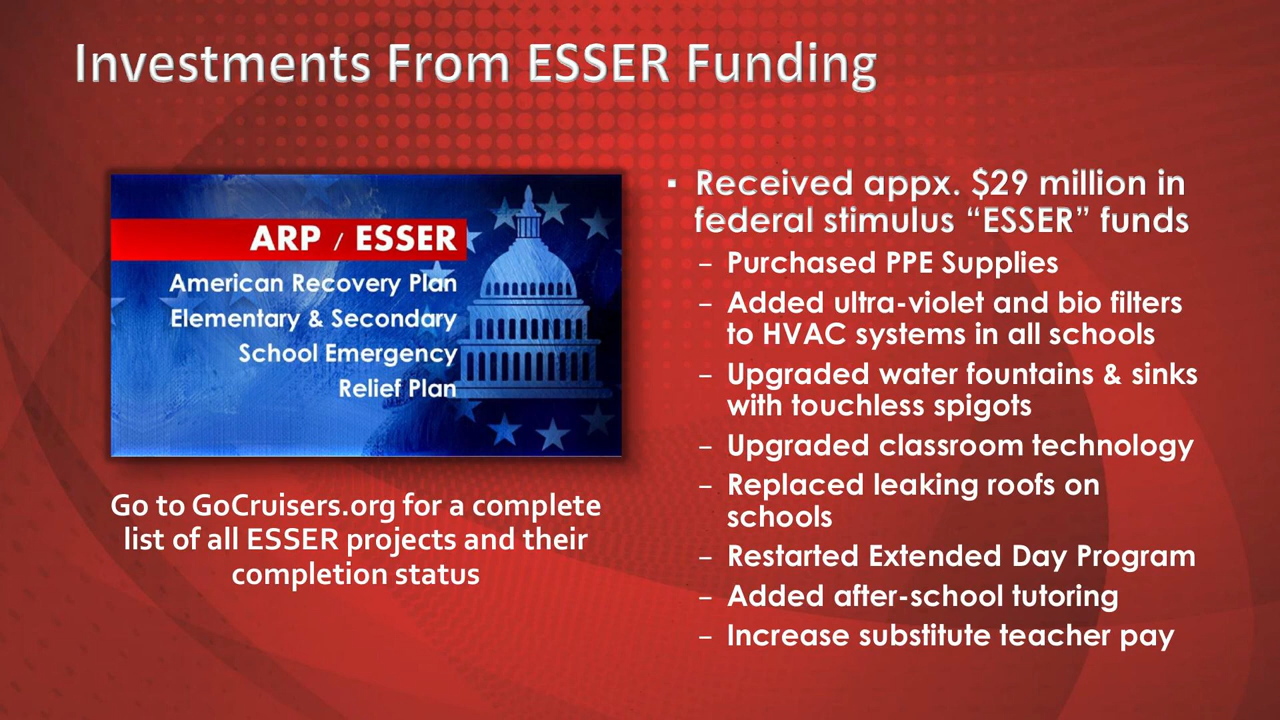 Investments From ESSER Funding
ARP / ESSER
American Recovery Plan
Elementary & Secondary
School Emergency
Relief Plan
Go to GoCruisers.org for a complete
list of all ESSER projects and their
completion status
▪ Received appx. $29 million in
federal stimulus “ESSER” funds
– Purchased PPE Supplies
– Added ultra-violet and bio filters
to HVAC systems in all schools
– Upgraded water fountains & sinks
with touchless spigots
– Upgraded classroom technology
– Replaced leaking roofs on
schools
– Restarted Extended Day Program
– Added after-school tutoring
– Increase substitute teacher pay